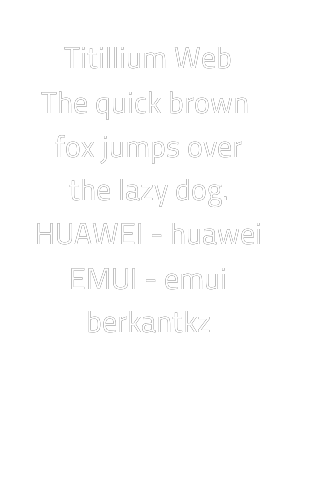 Titillium Web
The quick brown
fox jumps over
the lazy dog.
HUAWEI - huawei
EMUI - emui
berkantkz